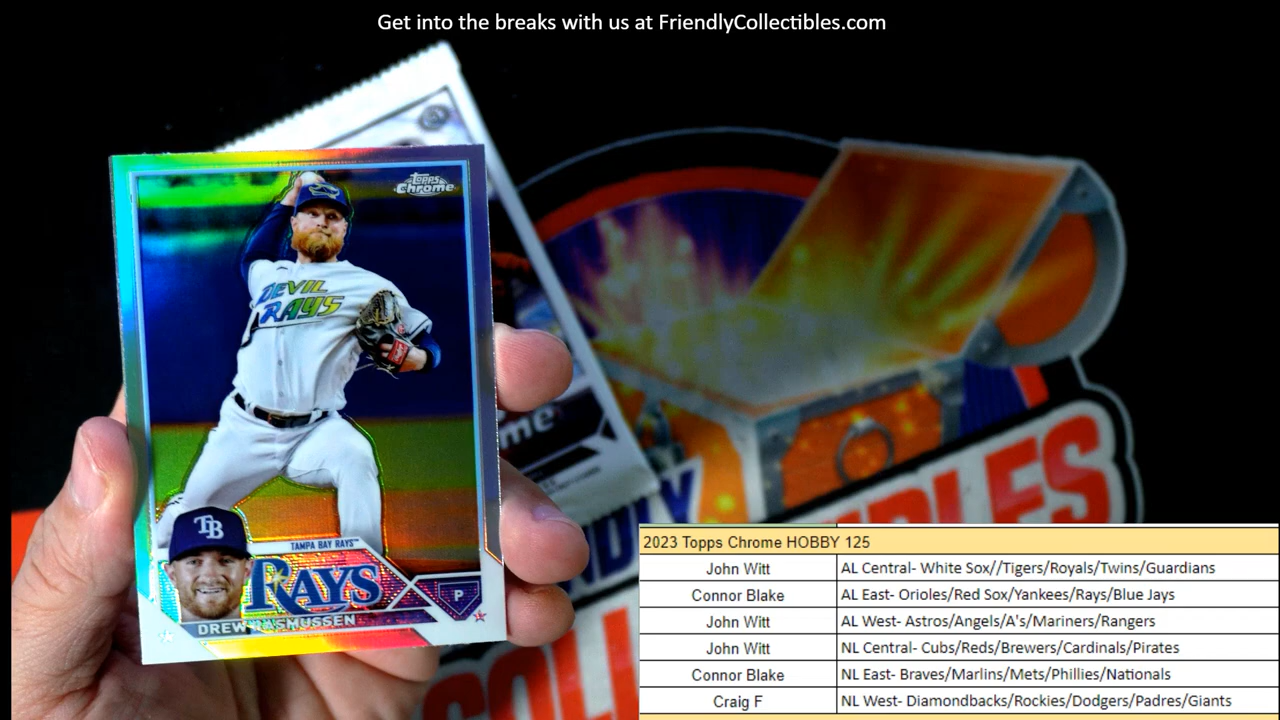 Get into the breaks with us at FriendlyCollectibles.com
Topps
Chrome
DEVIL
RAYS
TB
TAMPA BAY RAYS™
RAYS
P
DREW RASMUSSEN
2023 Topps Chrome HOBBY 125
John Witt AL Central- White Sox//Tigers/Royals/Twins/Guardians
Connor Blake AL East- Orioles/Red Sox/Yankees/Rays/Blue Jays
John Witt AL West- Astros/Angels/A's/Mariners/Rangers
John Witt NL Central- Cubs/Reds/Brewers/Cardinals/Pirates
Connor Blake NL East- Braves/Marlins/Mets/Phillies/Nationals
Craig F NL West- Diamondbacks/Rockies/Dodgers/Padres/Giants